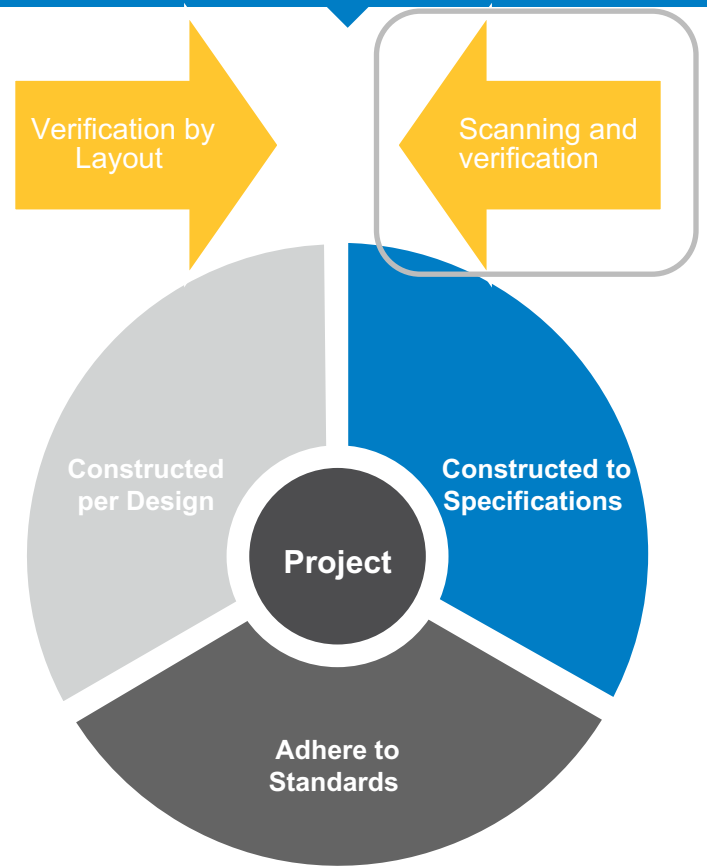 Verification by
Layout
Scanning and
verification
Constructed
per Design
Constructed to
Specifications
Project
Adhere to
Standards